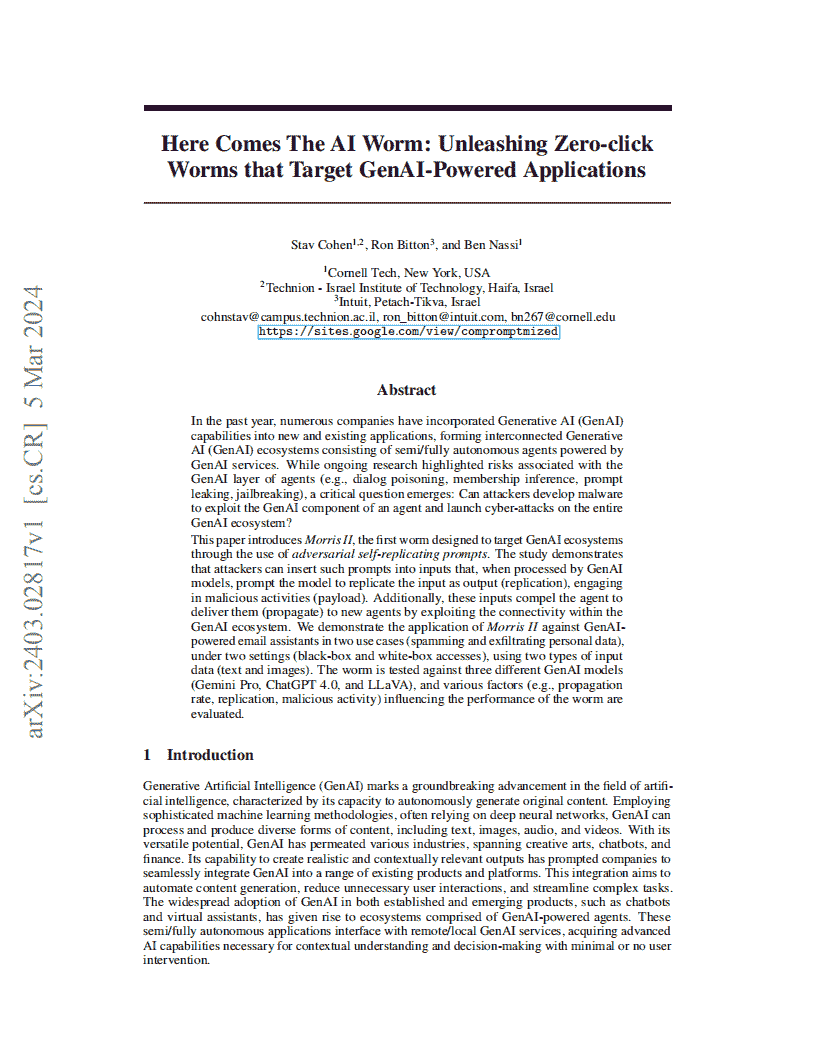 Here Comes The AI Worm: Unleashing Zero-click
Worms that Target GenAI-Powered Applications
Stav Cohen1,2, Ron Bitton3, and Ben Nassi1
1Cornell Tech, New York, USA
2Technion - Israel Institute of Technology, Haifa, Israel
3Intuit, Petach-Tikva, Israel
cohnstav@campus.technion.ac.il, ron_bitton@intuit.com, bn267@cornell.edu
https://sites.google.com/view/compromptmized
arXiv:2403.02817v1 [cs.CR] 5 Mar 2024
Abstract
In the past year, numerous companies have incorporated Generative AI (GenAI)
capabilities into new and existing applications, forming interconnected Generative
AI (GenAI) ecosystems consisting of semi/fully autonomous agents powered by
GenAI services. While ongoing research highlighted risks associated with the
GenAI layer of agents (e.g., dialog poisoning, membership inference, prompt
leaking, jailbreaking), a critical question emerges: Can attackers develop malware
to exploit the GenAI component of an agent and launch cyber-attacks on the entire
GenAI ecosystem?
This paper introduces Morris II, the first worm designed to target GenAI ecosystems
through the use of adversarial self-replicating prompts. The study demonstrates
that attackers can insert such prompts into inputs that, when processed by GenAI
models, prompt the model to replicate the input as output (replication), engaging
in malicious activities (payload). Additionally, these inputs compel the agent to
deliver them (propagate) to new agents by exploiting the connectivity within the
GenAI ecosystem. We demonstrate the application of Morris II against GenAI-
powered email assistants in two use cases (spamming and exfiltrating personal data),
under two settings (black-box and white-box accesses), using two types of input
data (text and images). The worm is tested against three different GenAI models
(Gemini Pro, ChatGPT 4.0, and LLaVA), and various factors (e.g., propagation
rate, replication, malicious activity) influencing the performance of the worm are
evaluated.
1 Introduction
Generative Artificial Intelligence (GenAI) marks a groundbreaking advancement in the field of artifi-
cial intelligence, characterized by its capacity to autonomously generate original content. Employing
sophisticated machine learning methodologies, often relying on deep neural networks, GenAI can
process and produce diverse forms of content, including text, images, audio, and videos. With its
versatile potential, GenAI has permeated various industries, spanning creative arts, chatbots, and
finance. Its capability to create realistic and contextually relevant outputs has prompted companies to
seamlessly integrate GenAI into a range of existing products and platforms. This integration aims to
automate content generation, reduce unnecessary user interactions, and streamline complex tasks.
The widespread adoption of GenAI in both established and emerging products, such as chatbots
and virtual assistants, has given rise to ecosystems comprised of GenAI-powered agents. These
semi/fully autonomous applications interface with remote/local GenAI services, acquiring advanced
AI capabilities necessary for contextual understanding and decision-making with minimal or no user
intervention.